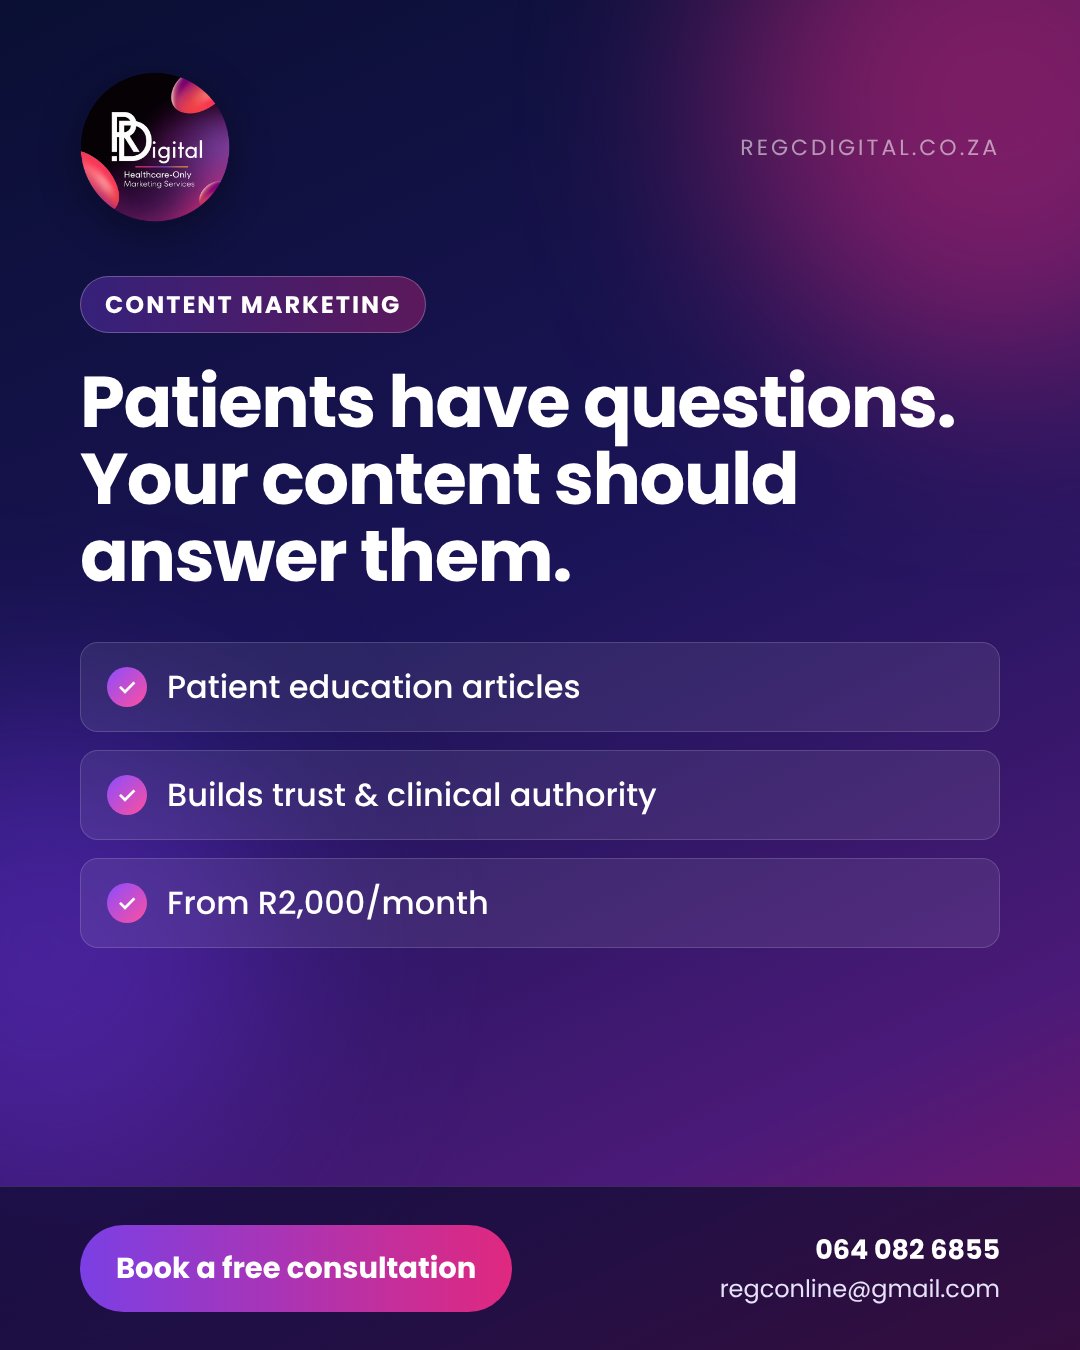 RDigital
Healthcare-Only
Marketing Services
REGCDIGITAL.CO.ZA
CONTENT MARKETING
Patients have questions.
Your content should
answer them.
Patient education articles
Builds trust & clinical authority
From R2,000/month
Book a free consultation
064 082 6855
regconline@gmail.com